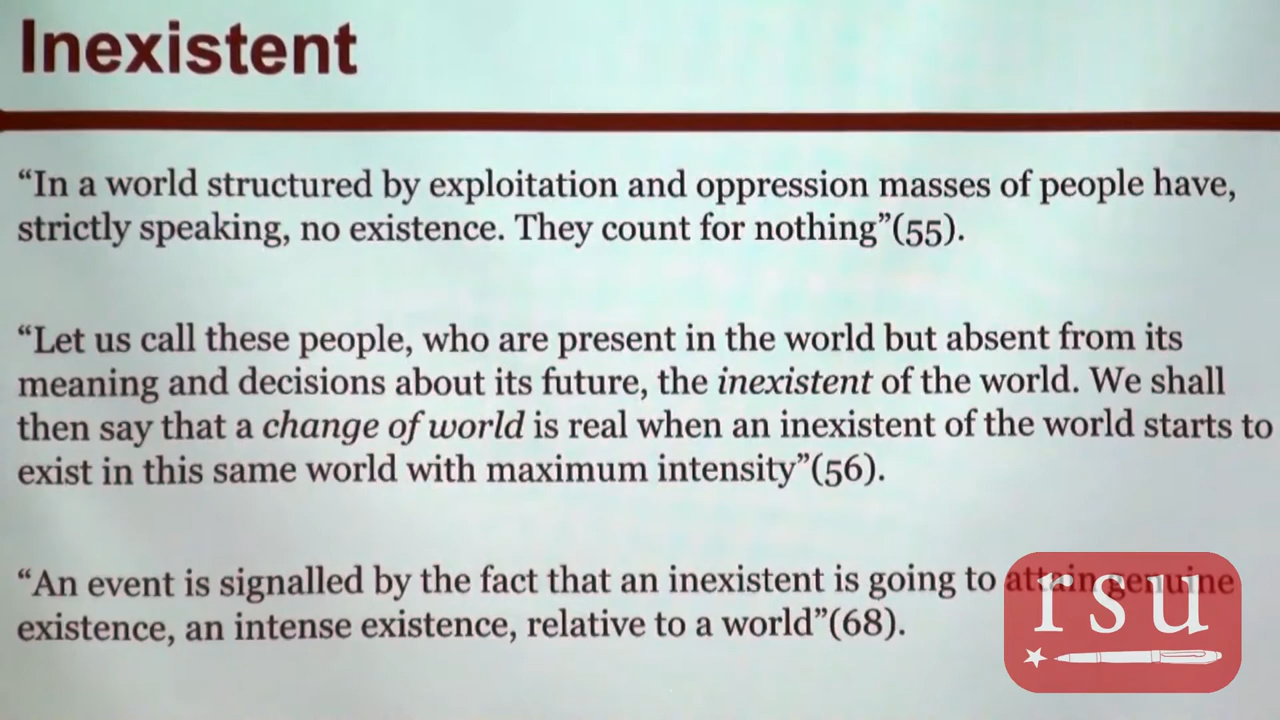 Inexistent
“In a world structured by exploitation and oppression masses of people have,
strictly speaking, no existence. They count for nothing”(55).
“Let us call these people, who are present in the world but absent from its
meaning and decisions about its future, the inexistent of the world. We shall
then say that a change of world is real when an inexistent of the world starts to
exist in this same world with maximum intensity”(56).
“An event is signalled by the fact that an inexistent is going to attain genuine
existence, an intense existence, relative to a world”(68).
rsu